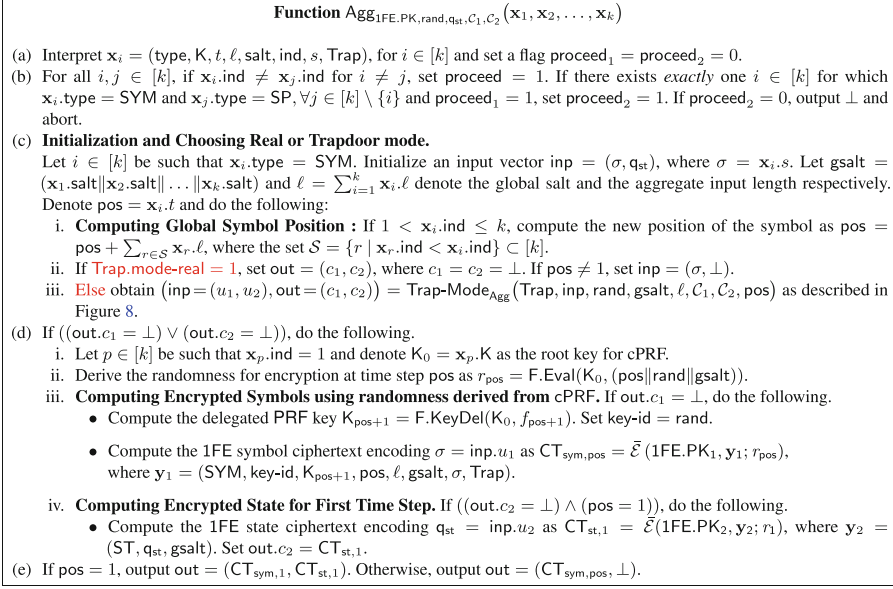 Function Agg_{1FE.PK,rand,q_st,𝒞_1,𝒞_2}(x_1, x_2, . . . , x_k)
(a) Interpret x_i = (type, K, t, ℓ, salt, ind, s, Trap), for i ∈ [k] and set a flag proceed_1 = proceed_2 = 0.
(b) For all i, j ∈ [k], if x_i.ind ≠ x_j.ind for i ≠ j, set proceed = 1. If there exists exactly one i ∈ [k] for which
x_i.type = SYM and x_j.type = SP, ∀j ∈ [k] \ {i} and proceed_1 = 1, set proceed_2 = 1. If proceed_2 = 0, output ⊥ and
abort.
(c) Initialization and Choosing Real or Trapdoor mode.
Let i ∈ [k] be such that x_i.type = SYM. Initialize an input vector inp = (σ, q_st), where σ = x_i.s. Let gsalt =
(x_1.salt‖x_2.salt‖ . . . ‖x_k.salt) and ℓ = ∑_{i=1}^{k} x_i.ℓ denote the global salt and the aggregate input length respectively.
Denote pos = x_i.t and do the following:
i. Computing Global Symbol Position : If 1 < x_i.ind ≤ k, compute the new position of the symbol as pos =
pos + ∑_{r∈𝒮} x_r.ℓ, where the set 𝒮 = {r | x_r.ind < x_i.ind} ⊂ [k].
ii. If Trap.mode-real = 1, set out = (c_1, c_2), where c_1 = c_2 = ⊥. If pos ≠ 1, set inp = (σ, ⊥).
iii. Else obtain (inp = (u_1, u_2), out = (c_1, c_2)) = Trap-Mode_Agg(Trap, inp, rand, gsalt, ℓ, 𝒞_1, 𝒞_2, pos) as described in
Figure 8.
(d) If ((out.c_1 = ⊥) ∨ (out.c_2 = ⊥)), do the following.
i. Let p ∈ [k] be such that x_p.ind = 1 and denote K_0 = x_p.K as the root key for cPRF.
ii. Derive the randomness for encryption at time step pos as r_pos = F.Eval(K_0, (pos‖rand‖gsalt)).
iii. Computing Encrypted Symbols using randomness derived from cPRF. If out.c_1 = ⊥, do the following.
• Compute the delegated PRF key K_{pos+1} = F.KeyDel(K_0, f_{pos+1}). Set key-id = rand.
• Compute the 1FE symbol ciphertext encoding σ = inp.u_1 as CT_{sym,pos} = ℰ̄ (1FE.PK_1, y_1; r_pos),
where y_1 = (SYM, key-id, K_{pos+1}, pos, ℓ, gsalt, σ, Trap).
iv. Computing Encrypted State for First Time Step. If ((out.c_2 = ⊥) ∧ (pos = 1)), do the following.
• Compute the 1FE state ciphertext encoding q_st = inp.u_2 as CT_{st,1} = ℰ̄(1FE.PK_2, y_2; r_1), where y_2 =
(ST, q_st, gsalt). Set out.c_2 = CT_{st,1}.
(e) If pos = 1, output out = (CT_{sym,1}, CT_{st,1}). Otherwise, output out = (CT_{sym,pos}, ⊥).